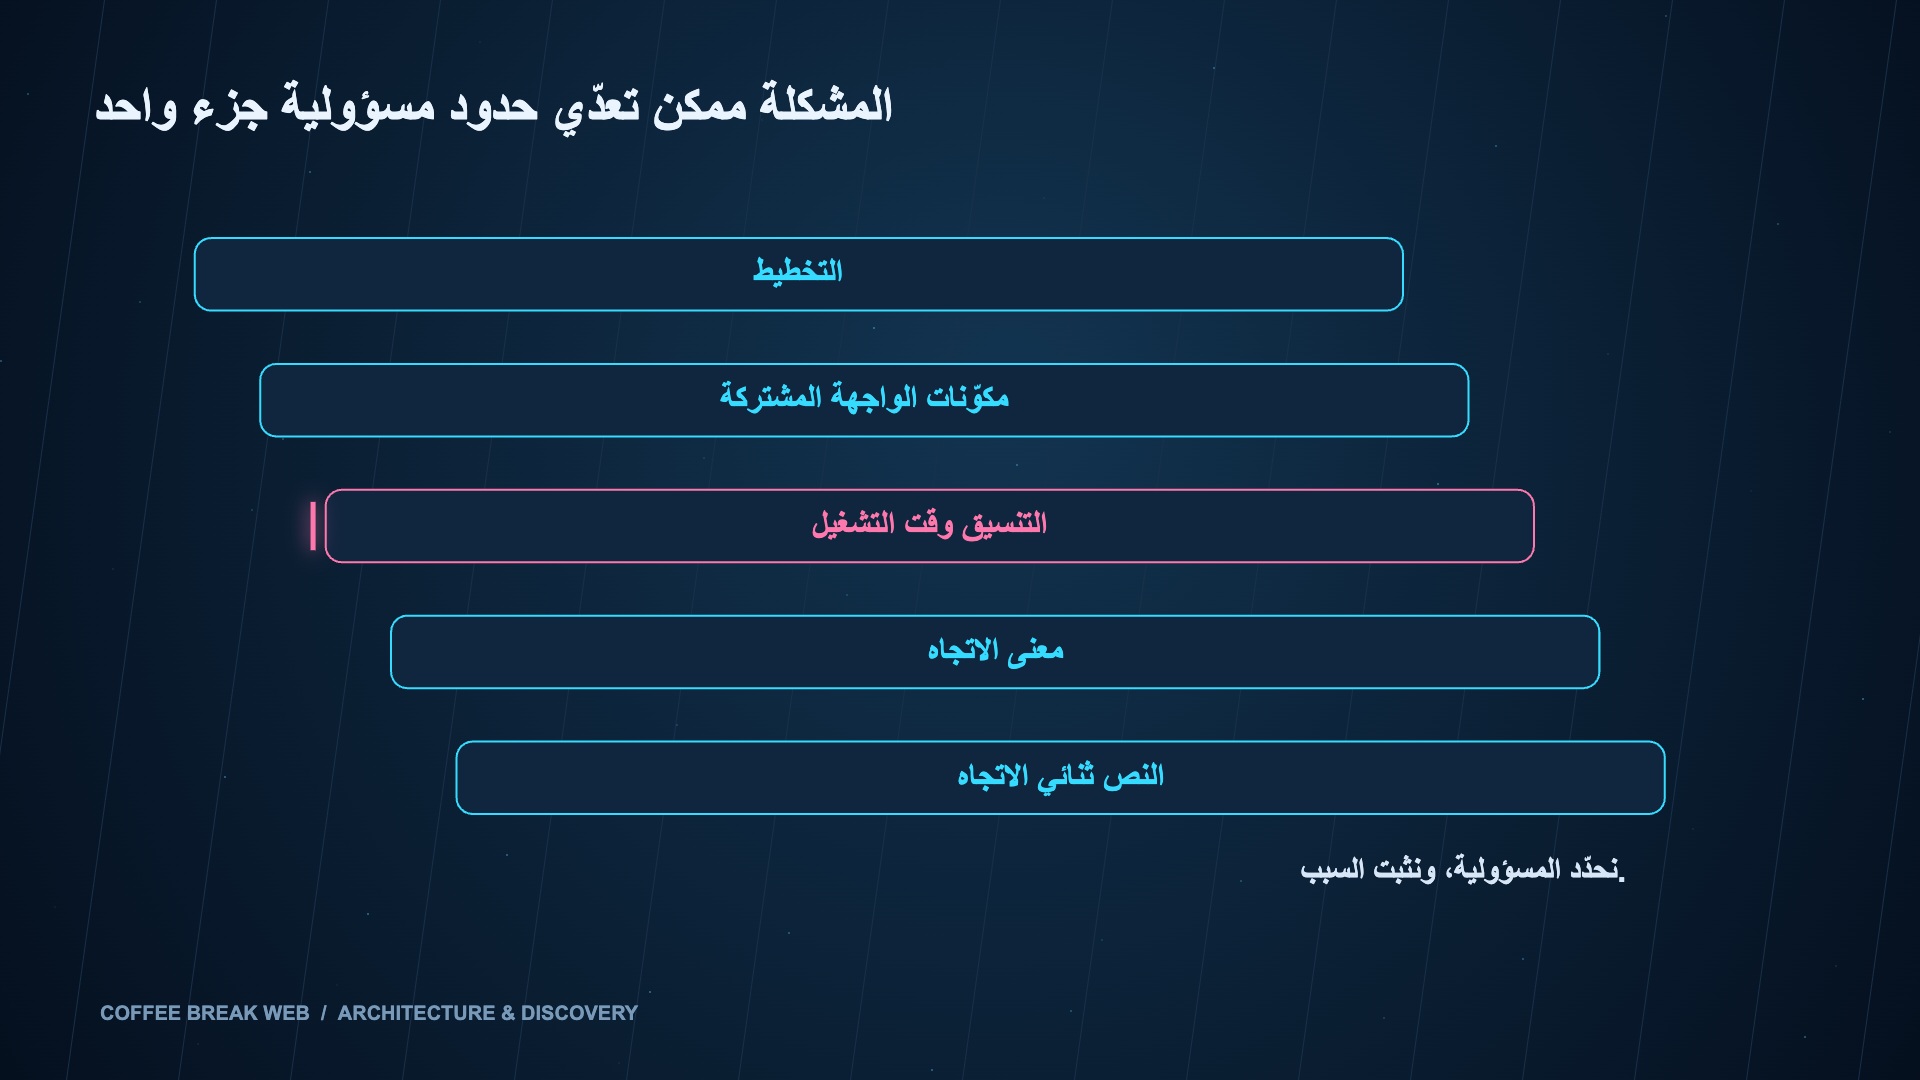 المشكلة ممكن تعدّي حدود مسؤولية جزء واحد
التخطيط
مكوّنات الواجهة المشتركة
التنسيق وقت التشغيل
معنى الاتجاه
النص ثنائي الاتجاه
نحدّد المسؤولية، ونثبت السبب.
COFFEE BREAK WEB / ARCHITECTURE & DISCOVERY